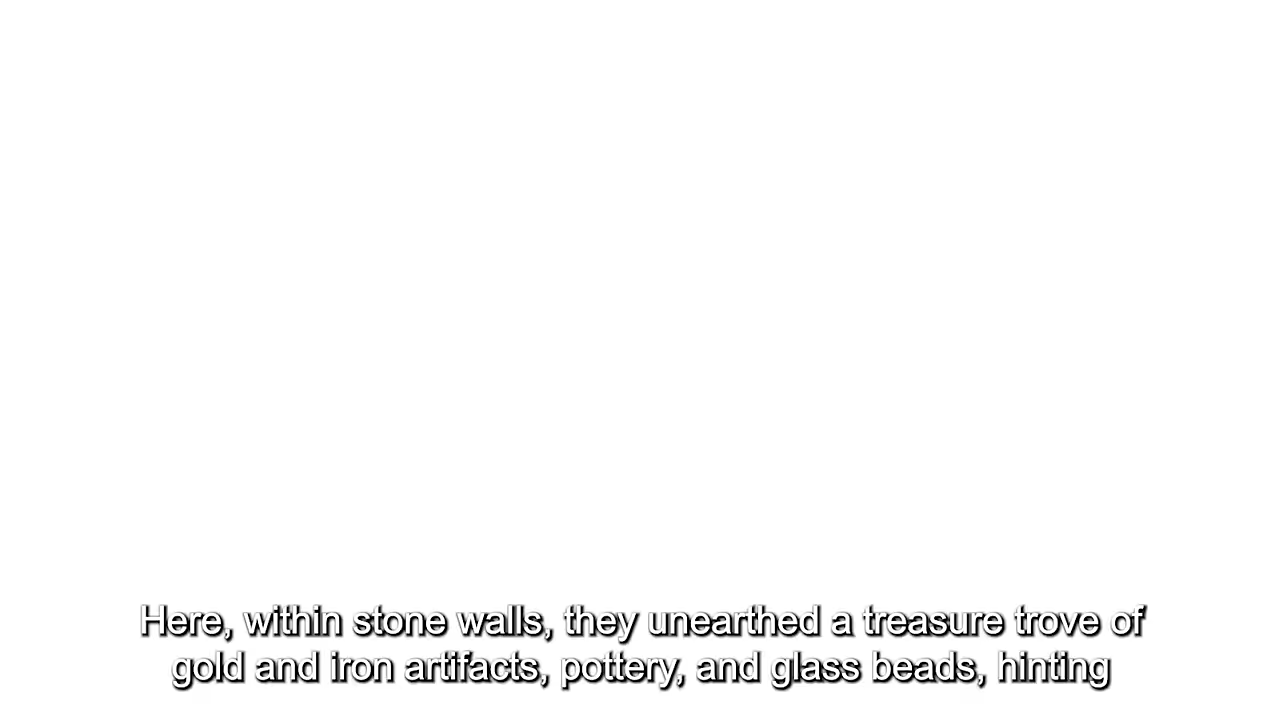 Here, within stone walls, they unearthed a treasure trove of
gold and iron artifacts, pottery, and glass beads, hinting